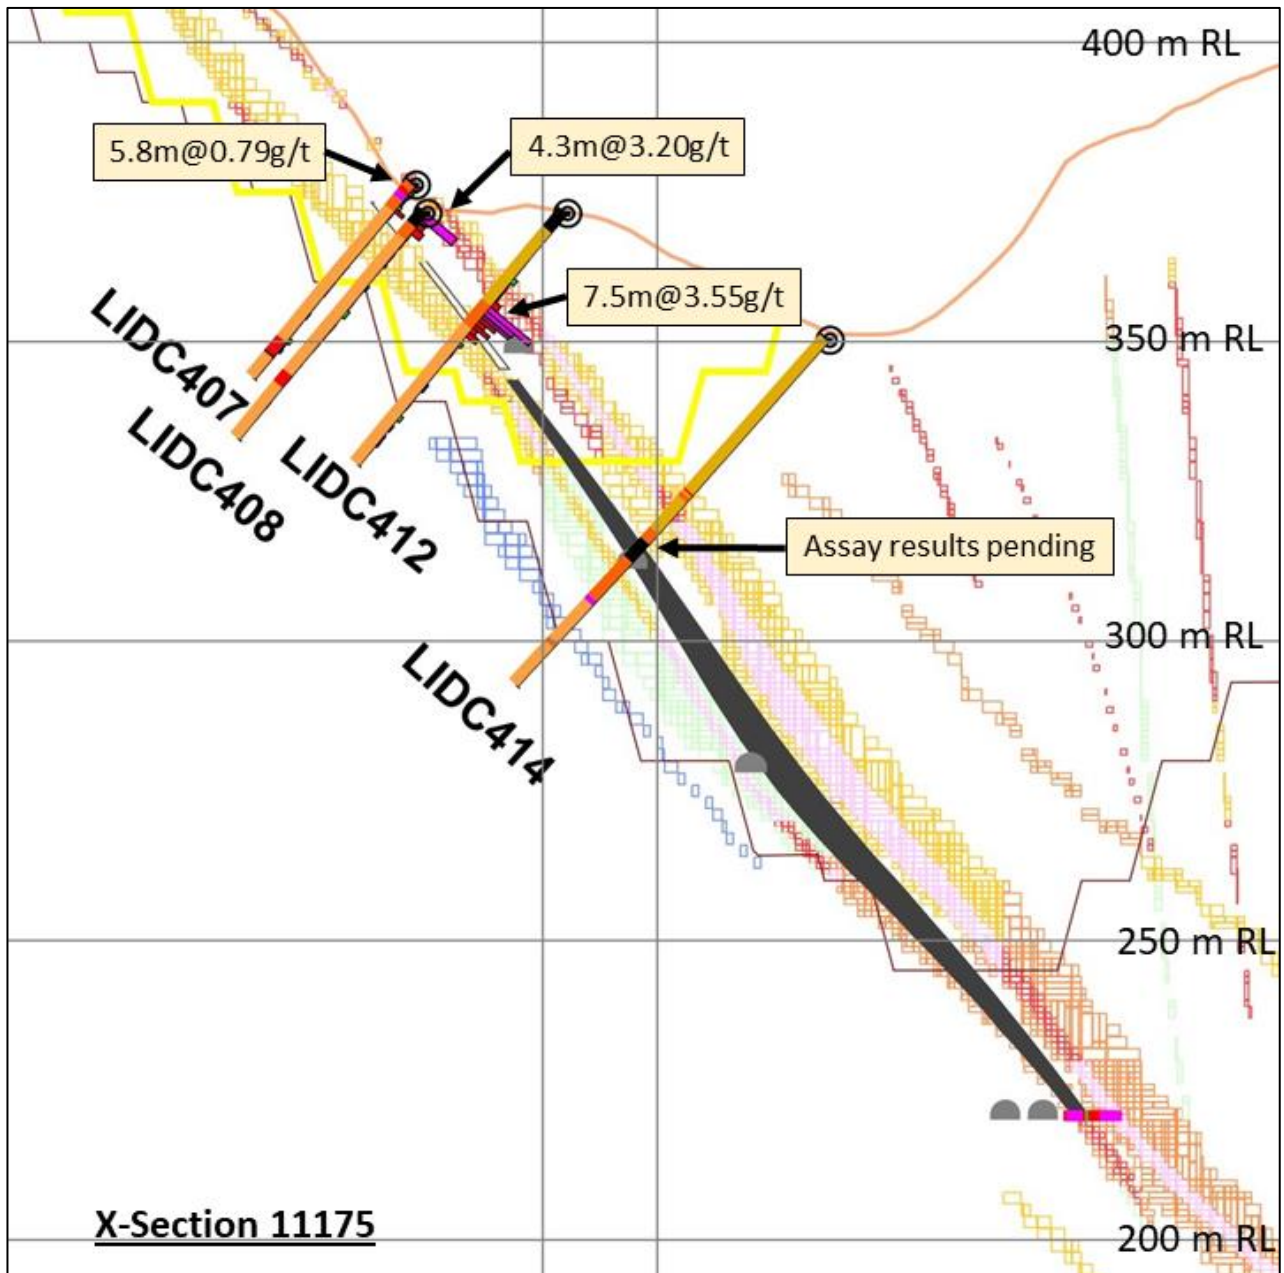 400 m RL
5.8m@0.79g/t
4.3m@3.20g/t
7.5m@3.55g/t
350 m RL
LIDC407
LIDC408
LIDC412
Assay results pending
300 m RL
LIDC414
250 m RL
X-Section 11175
200 m RL